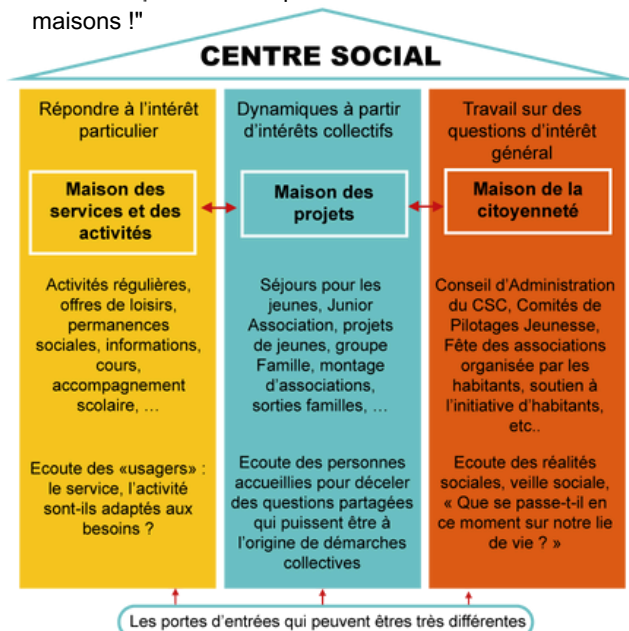 maisons !"
CENTRE SOCIAL
Répondre à l'intérêt
particulier
Maison des
services et des
activités
Activités régulières,
offres de loisirs,
permanences
sociales, informations,
cours,
accompagnement
scolaire, …
Ecoute des «usagers» :
le service, l'activité
sont-ils adaptés aux
besoins ?
Dynamiques à partir
d'intérêts collectifs
Maison des
projets
Séjours pour les
jeunes, Junior
Association, projets
de jeunes, groupe
Famille, montage
d'associations,
sorties familles, …
Ecoute des personnes
accueillies pour déceler
des questions partagées
qui puissent être à
l'origine de démarches
collectives
Travail sur des
questions d'intérêt
général
Maison de la
citoyenneté
Conseil d'Administration
du CSC, Comités de
Pilotages Jeunesse,
Fête des associations
organisée par les
habitants, soutien à
l'initiative d'habitants,
etc..
Ecoute des réalités
sociales, veille sociale,
« Que se passe-t-il en
ce moment sur notre lie
de vie ? »
Les portes d'entrées qui peuvent êtres très différentes